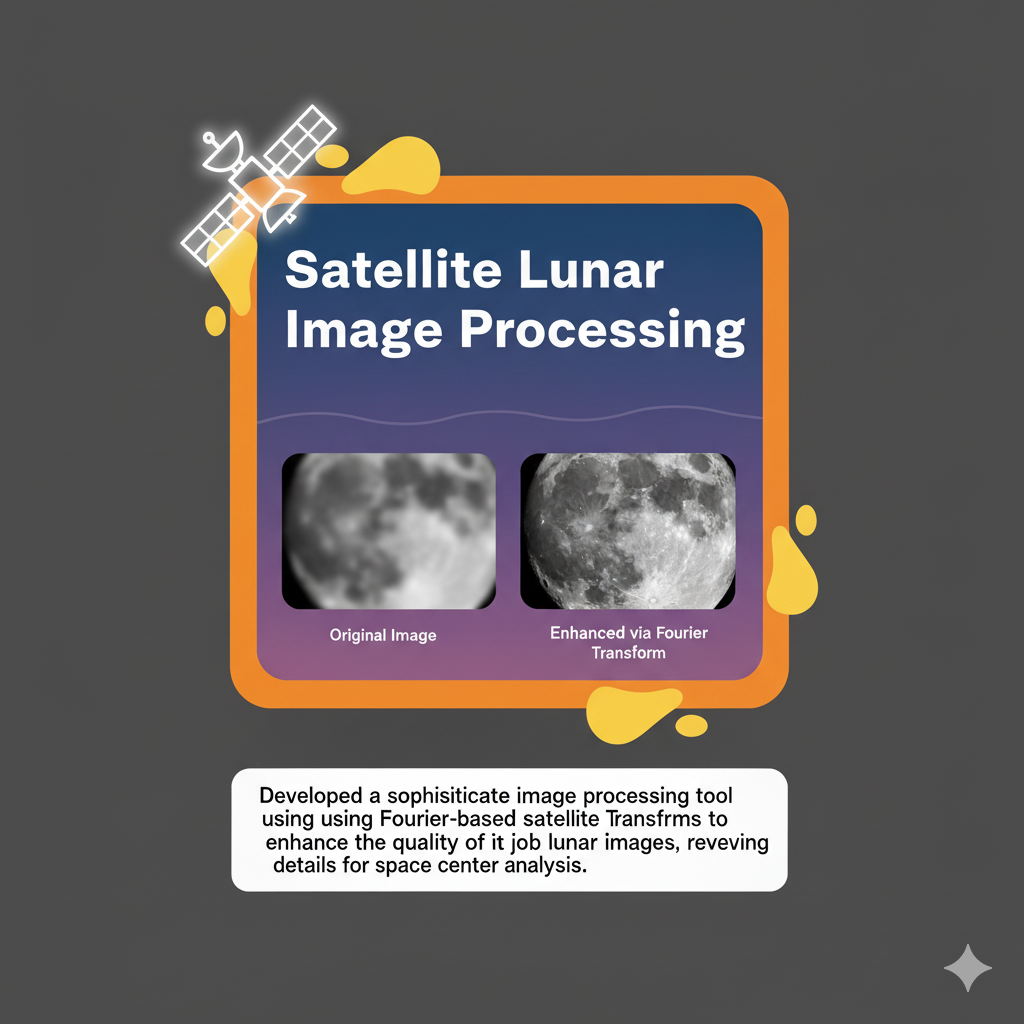 Satellite Lunar
Image Processing
Original Image
Enhanced via Fourier
Transform
Developed a sophisiticate image processing tool
using using Fourier-based satellite Transfrms to
enhance the quality of it job lunar images, reveving
details for space center analysis.